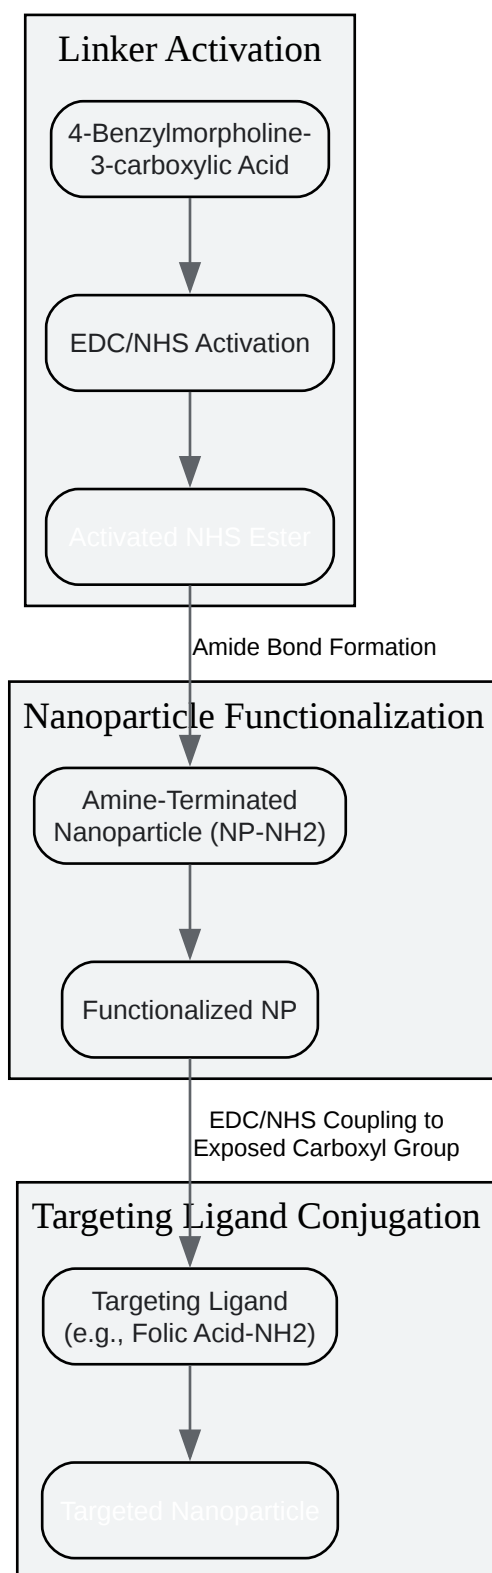 Linker Activation
4-Benzylmorpholine-
3-carboxylic Acid
EDC/NHS Activation
Activated NHS Ester
Amide Bond Formation
Nanoparticle Functionalization
Amine-Terminated
Nanoparticle (NP-NH2)
Functionalized NP
EDC/NHS Coupling to
Exposed Carboxyl Group
Targeting Ligand Conjugation
Targeting Ligand
(e.g., Folic Acid-NH2)
Targeted Nanoparticle